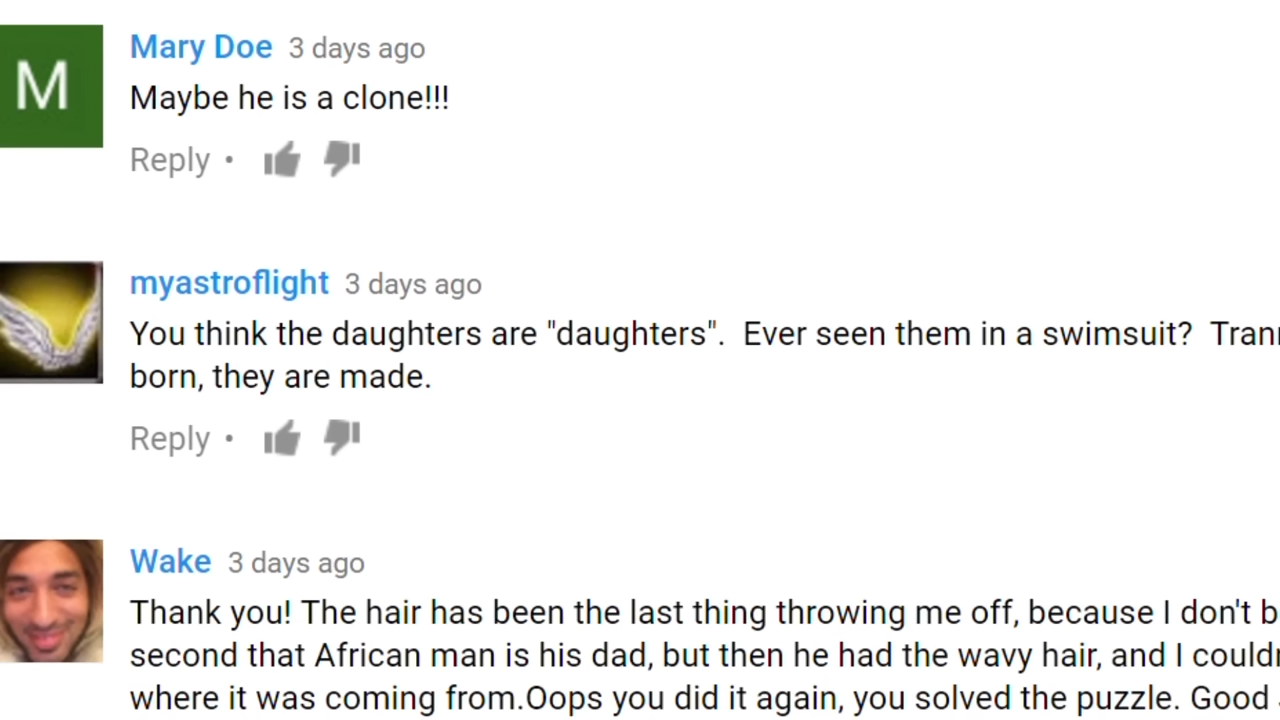 M
Mary Doe 3 days ago
Maybe he is a clone!!!
Reply •
myastroflight 3 days ago
You think the daughters are "daughters".  Ever seen them in a swimsuit?
born, they are made.
Reply •
Wake 3 days ago
Thank you! The hair has been the last thing throwing me off, because I don't
second that African man is his dad, but then he had the wavy hair, and I
where it was coming from.Oops you did it again, you solved the puzzle. Good